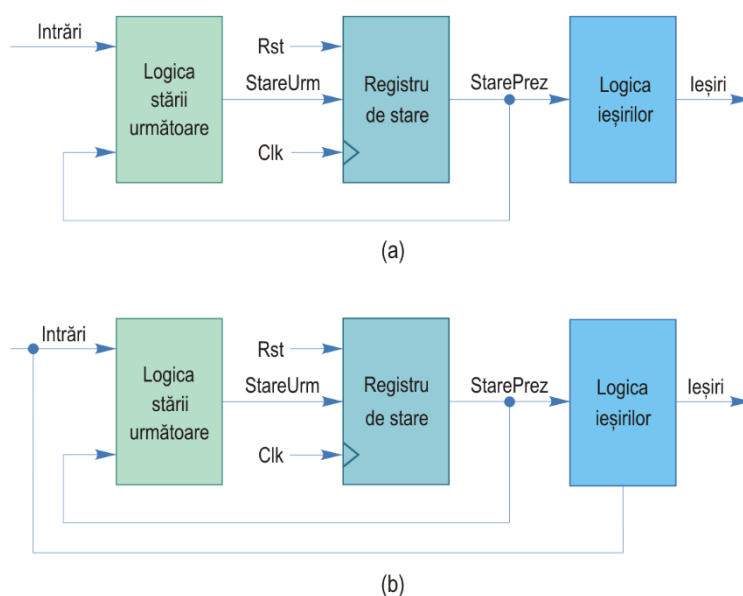 Intrări
Rst
Logica
stării
următoare
StareUrm
Clk
Registru
de stare
StarePrez
Logica
ieșirilor
Ieșiri
(a)
Intrări
Rst
Logica
stării
următoare
StareUrm
Clk
Registru
de stare
StarePrez
Logica
ieșirilor
Ieșiri
(b)